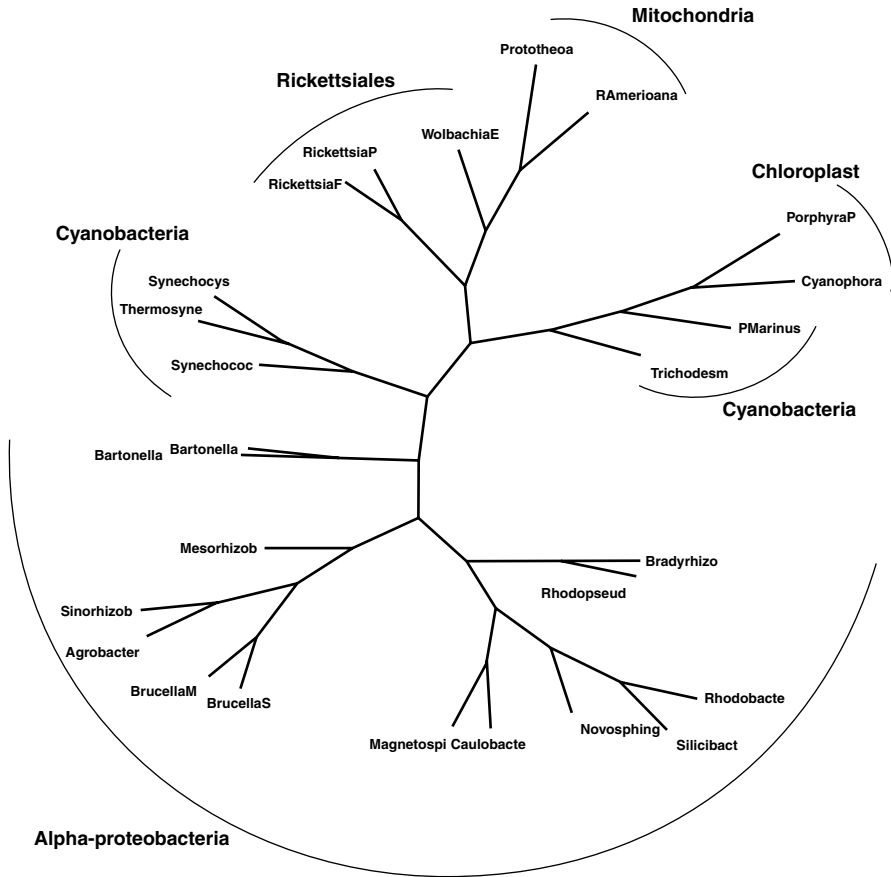 Mitochondria
Prototheoa
Rickettsiales
RAmerioana
WolbachiaE
RickettsiaP
Chloroplast
RickettsiaF
PorphyraP
Cyanobacteria
Synechocys
Cyanophora
Thermosyne
PMarinus
Synechococ
Trichodesm
Cyanobacteria
Bartonella
Bartonella
Mesorhizob
Bradyrhizo
Rhodopseud
Sinorhizob
Agrobacter
BrucellaM
BrucellaS
Rhodobacte
Novosphing
Magnetospi Caulobacte
Silicibact
Alpha-proteobacteria